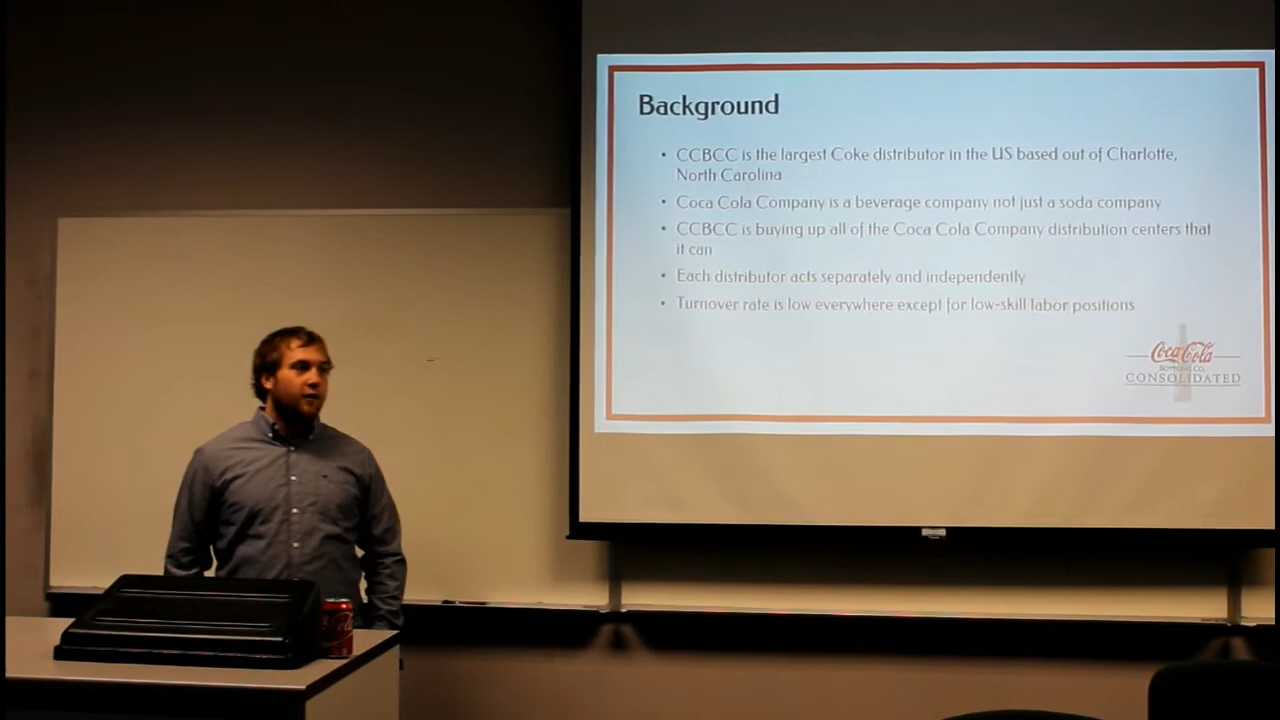 Background
• CCBCC is the largest Coke distributor in the US based out of Charlotte,
North Carolina
• Coca Cola Company is a beverage company not just a soda company
• CCBCC is buying up all of the Coca Cola Company distribution centers that
it can
• Each distributor acts separately and independently
• Turnover rate is low everywhere except for low-skill labor positions
Coca-Cola
BOTTLING CO.
CONSOLIDATED